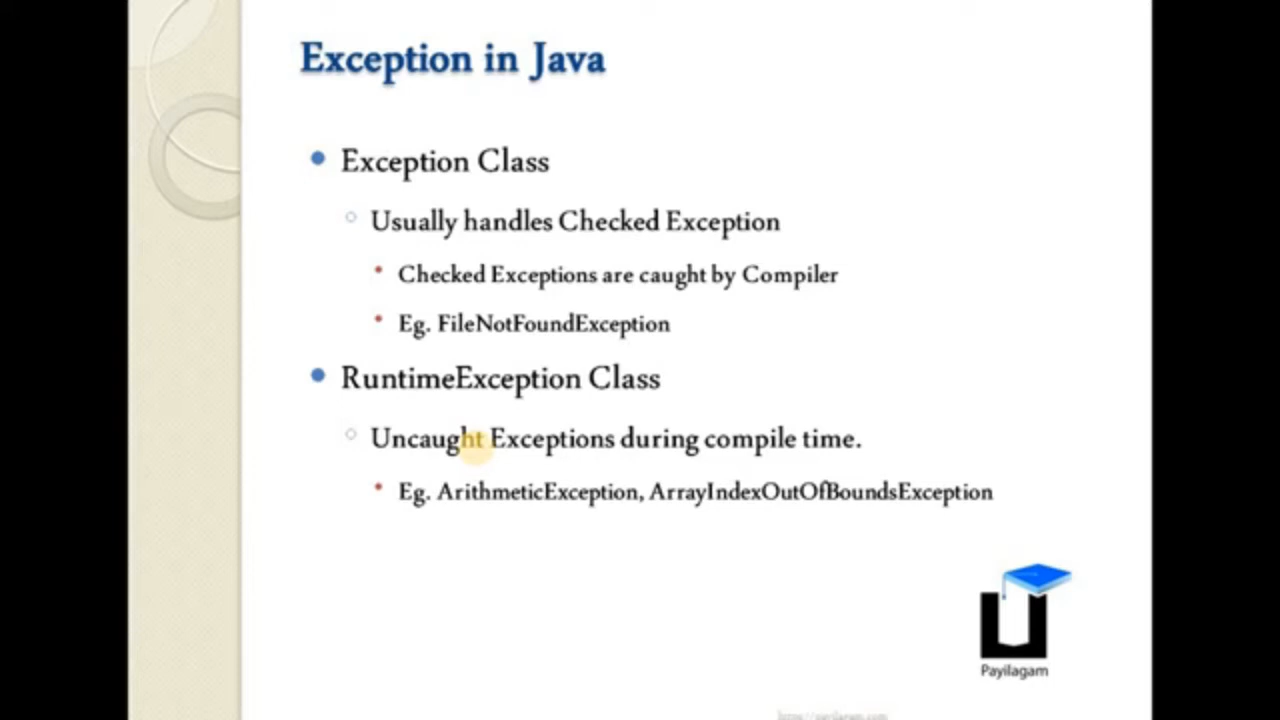 Exception in Java
Exception Class
Usually handles Checked Exception
Checked Exceptions are caught by Compiler
Eg. FileNotFoundException
RuntimeException Class
Uncaught Exceptions during compile time.
Eg. ArithmeticException, ArrayIndexOutOfBoundsException
Payilagam